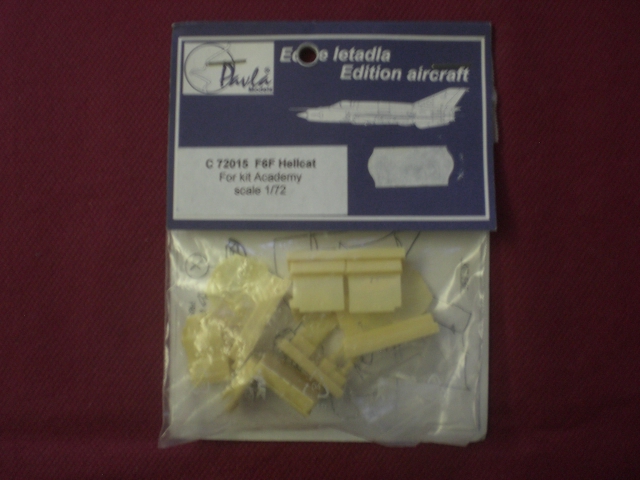 Pavla
Models
Edice letadla
Edition aircraft
C 72015 F6F Hellcat
For kit Academy
scale 1/72